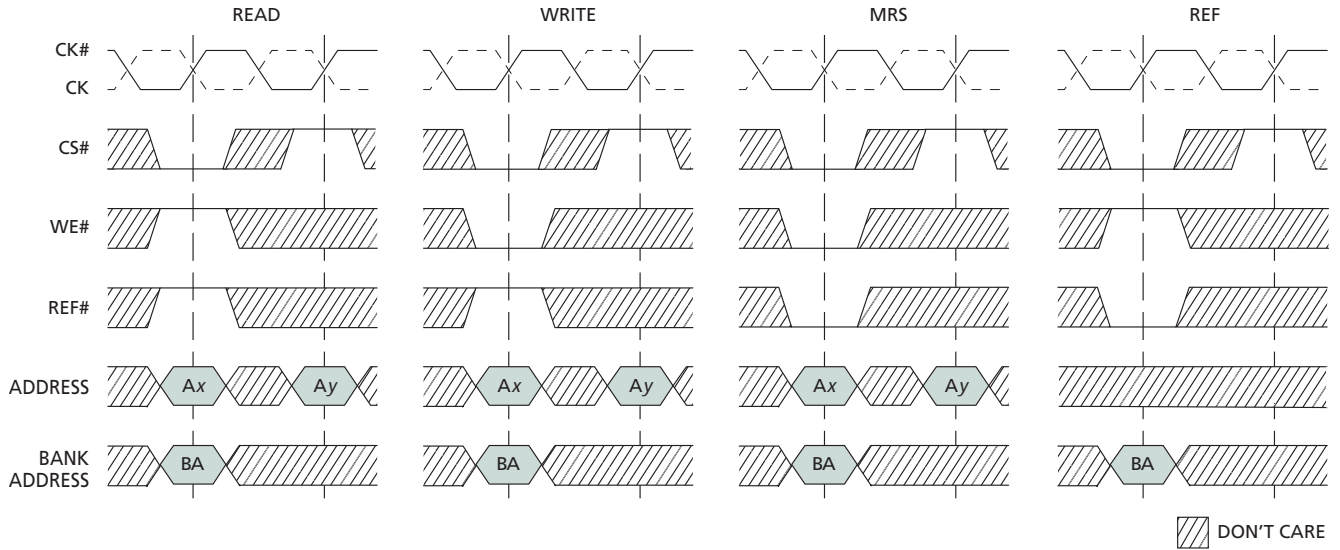 READ WRITE MRS REF
CK#
CK
CS#
WE#
REF#
ADDRESS Ax Ay Ax Ay Ax Ay
BANK
ADDRESS BA BA BA BA
DON'T CARE